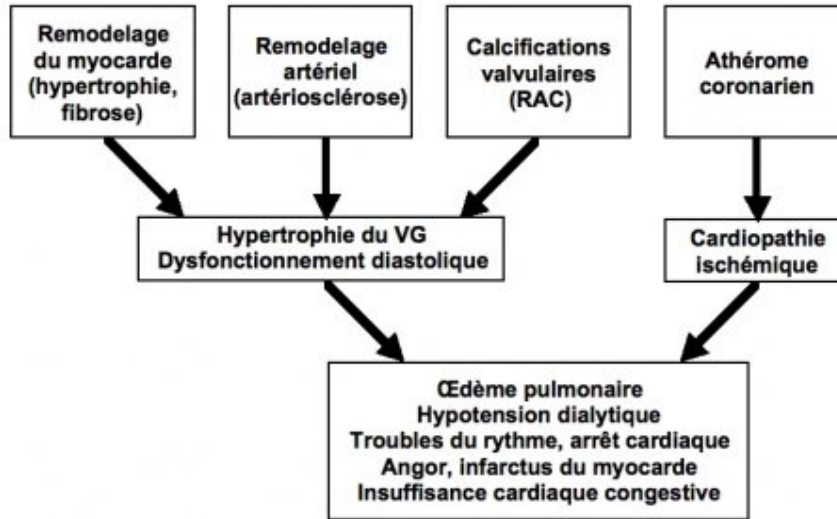 Remodelage
du myocarde
(hypertrophie,
fibrose)
Remodelage
artériel
(artériosclérose)
Calcifications
valvulaires
(RAC)
Athérome
coronarien
Hypertrophie du VG
Dysfonctionnement diastolique
Cardiopathie
ischémique
Œdème pulmonaire
Hypotension dialytique
Troubles du rythme, arrêt cardiaque
Angor, infarctus du myocarde
Insuffisance cardiaque congestive